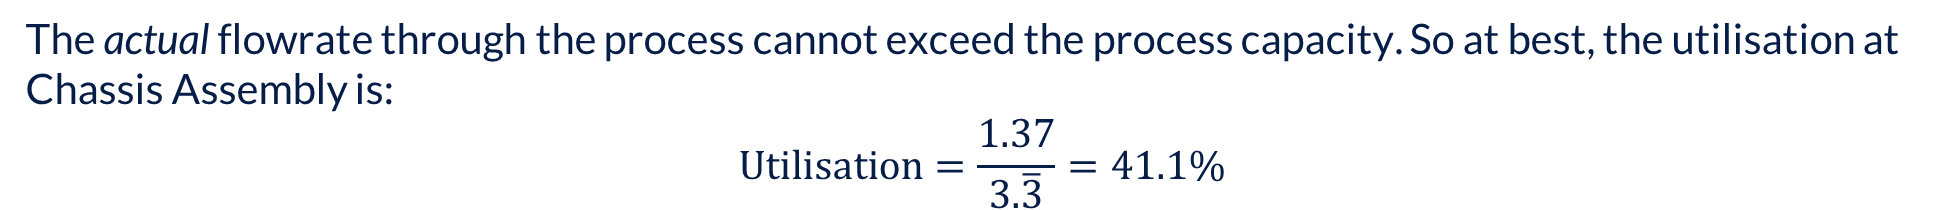 The actual flowrate through the process cannot exceed the process capacity. So at best, the utilisation at
Chassis Assembly is:
Utilisation = 1.37 / 3.3̅ = 41.1%